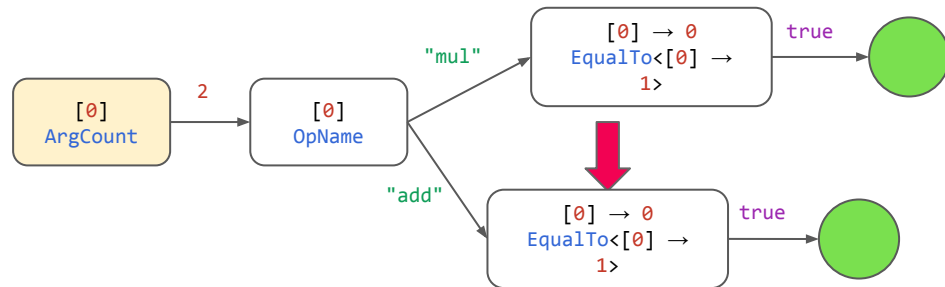 [0]
ArgCount
2
[0]
OpName
"mul"
[0] → 0
EqualTo<[0] →
1>
true
"add"
[0] → 0
EqualTo<[0] →
1>
true